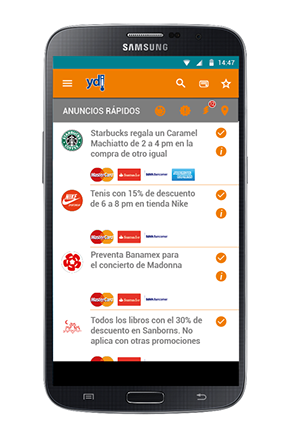 SAMSUNG
14:47
ydi
ANUNCIOS RÁPIDOS
Starbucks regala un Caramel
Machiatto de 2 a 4 pm en la
compra de otro igual
MasterCard
Santander
BBVA Bancomer
Tenis con 15% de descuento
de 6 a 8 pm en tienda Nike
MasterCard
Santander
BBVA Bancomer
Preventa Banamex para
el concierto de Madonna
MasterCard
Santander
BBVA Bancomer
Todos los libros con el 30% de
descuento en Sanborns. No
aplica con otras promociones